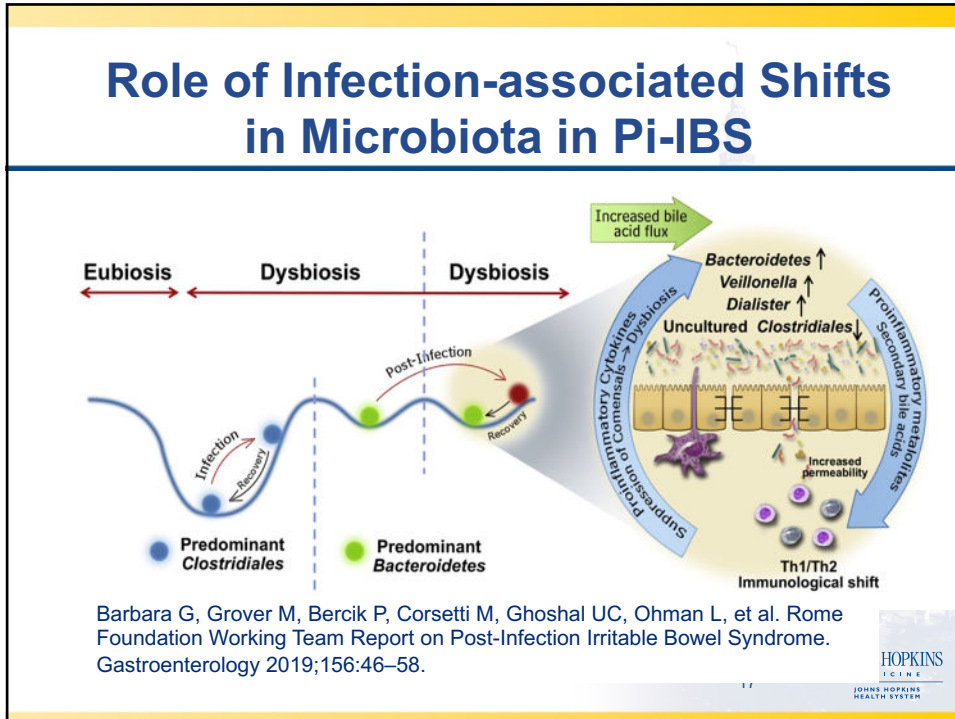 Role of Infection-associated Shifts
in Microbiota in Pi-IBS
Increased bile
acid flux
Eubiosis
Dysbiosis
Dysbiosis
Bacteroidetes ↑
Veillonella ↑
Dialister ↑
Uncultured Clostridiales↓
Proinflammatory Cytokines
Suppression of Comensals → Dysbiosis
Proinflammatory metalolites
Secondary bile acids
Post-Infection
Infection
Recovery
Recovery
Increased
permeability
Predominant
Clostridiales
Predominant
Bacteroidetes
Th1/Th2
Immunological shift
Barbara G, Grover M, Bercik P, Corsetti M, Ghoshal UC, Ohman L, et al. Rome
Foundation Working Team Report on Post-Infection Irritable Bowel Syndrome.
Gastroenterology 2019;156:46–58.
HOPKINS
ICINE
JOHNS HOPKINS
HEALTH SYSTEM